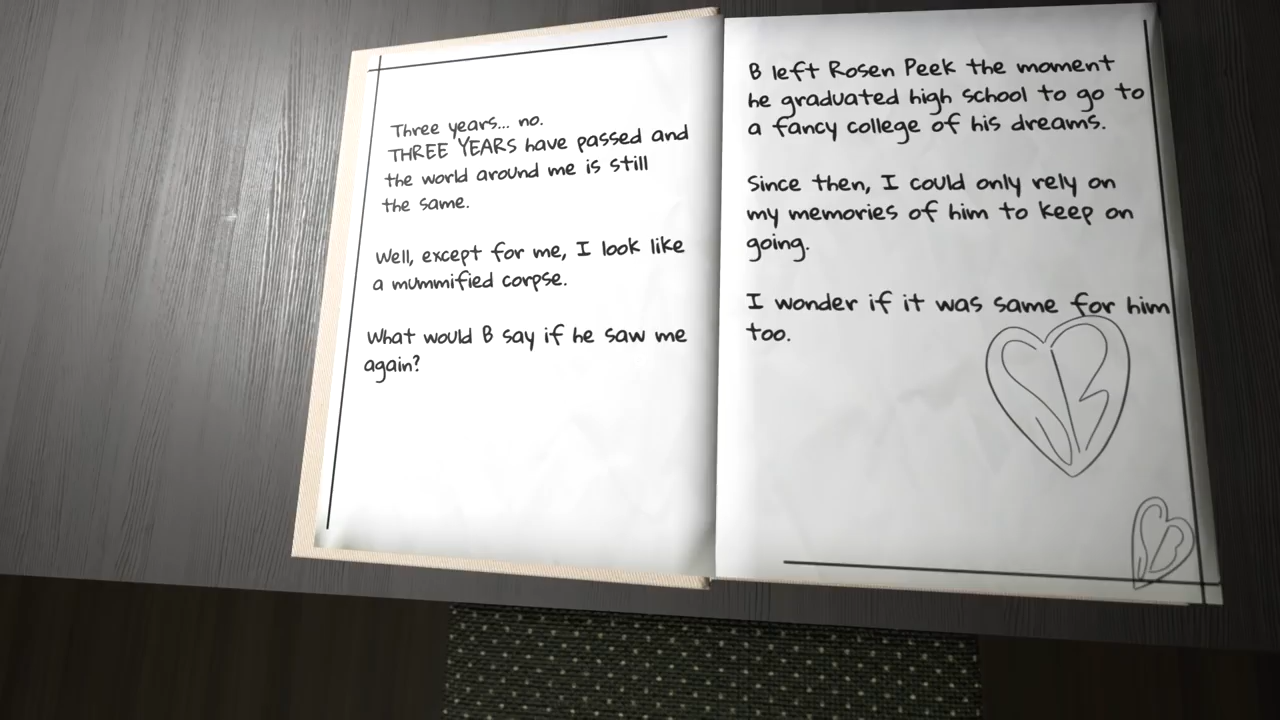 Three years... no.
THREE YEARS have passed and
the world around me is still
the same.
Well, except for me, I look like
a mummified corpse.
What would B say if he saw me
again?
B left Rosen Peek the moment
he graduated high school to go to
a fancy college of his dreams.
Since then, I could only rely on
my memories of him to keep on
going.
I wonder if it was same for him
too.
B
B